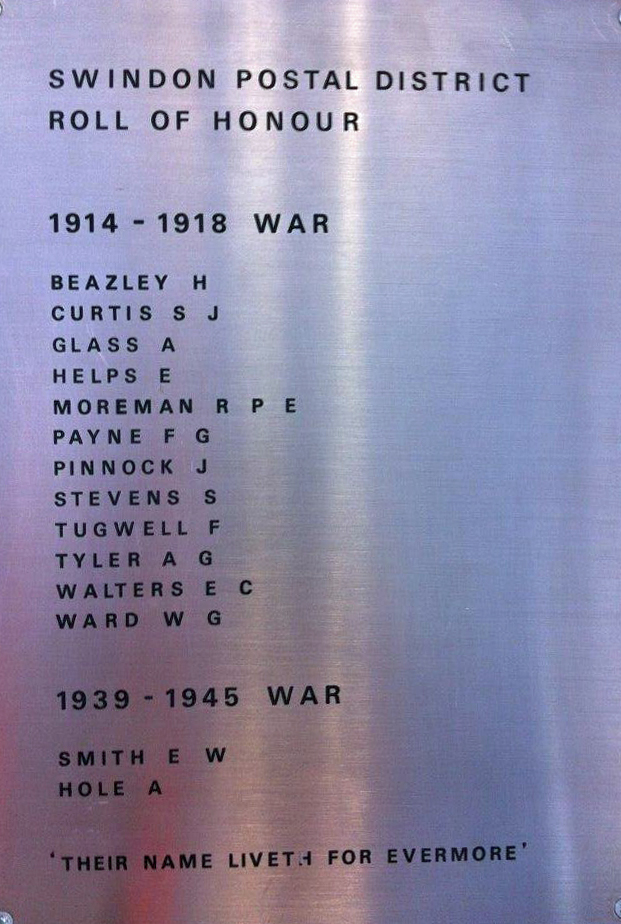 SWINDON POSTAL DISTRICT
ROLL OF HONOUR
1914 - 1918 WAR
BEAZLEY H
CURTIS S J
GLASS A
HELPS E
MOREMAN R P E
PAYNE F G
PINNOCK J
STEVENS S
TUGWELL F
TYLER A G
WALTERS E C
WARD W G
1939 - 1945 WAR
SMITH E W
HOLE A
'THEIR NAME LIVETH FOR EVERMORE'